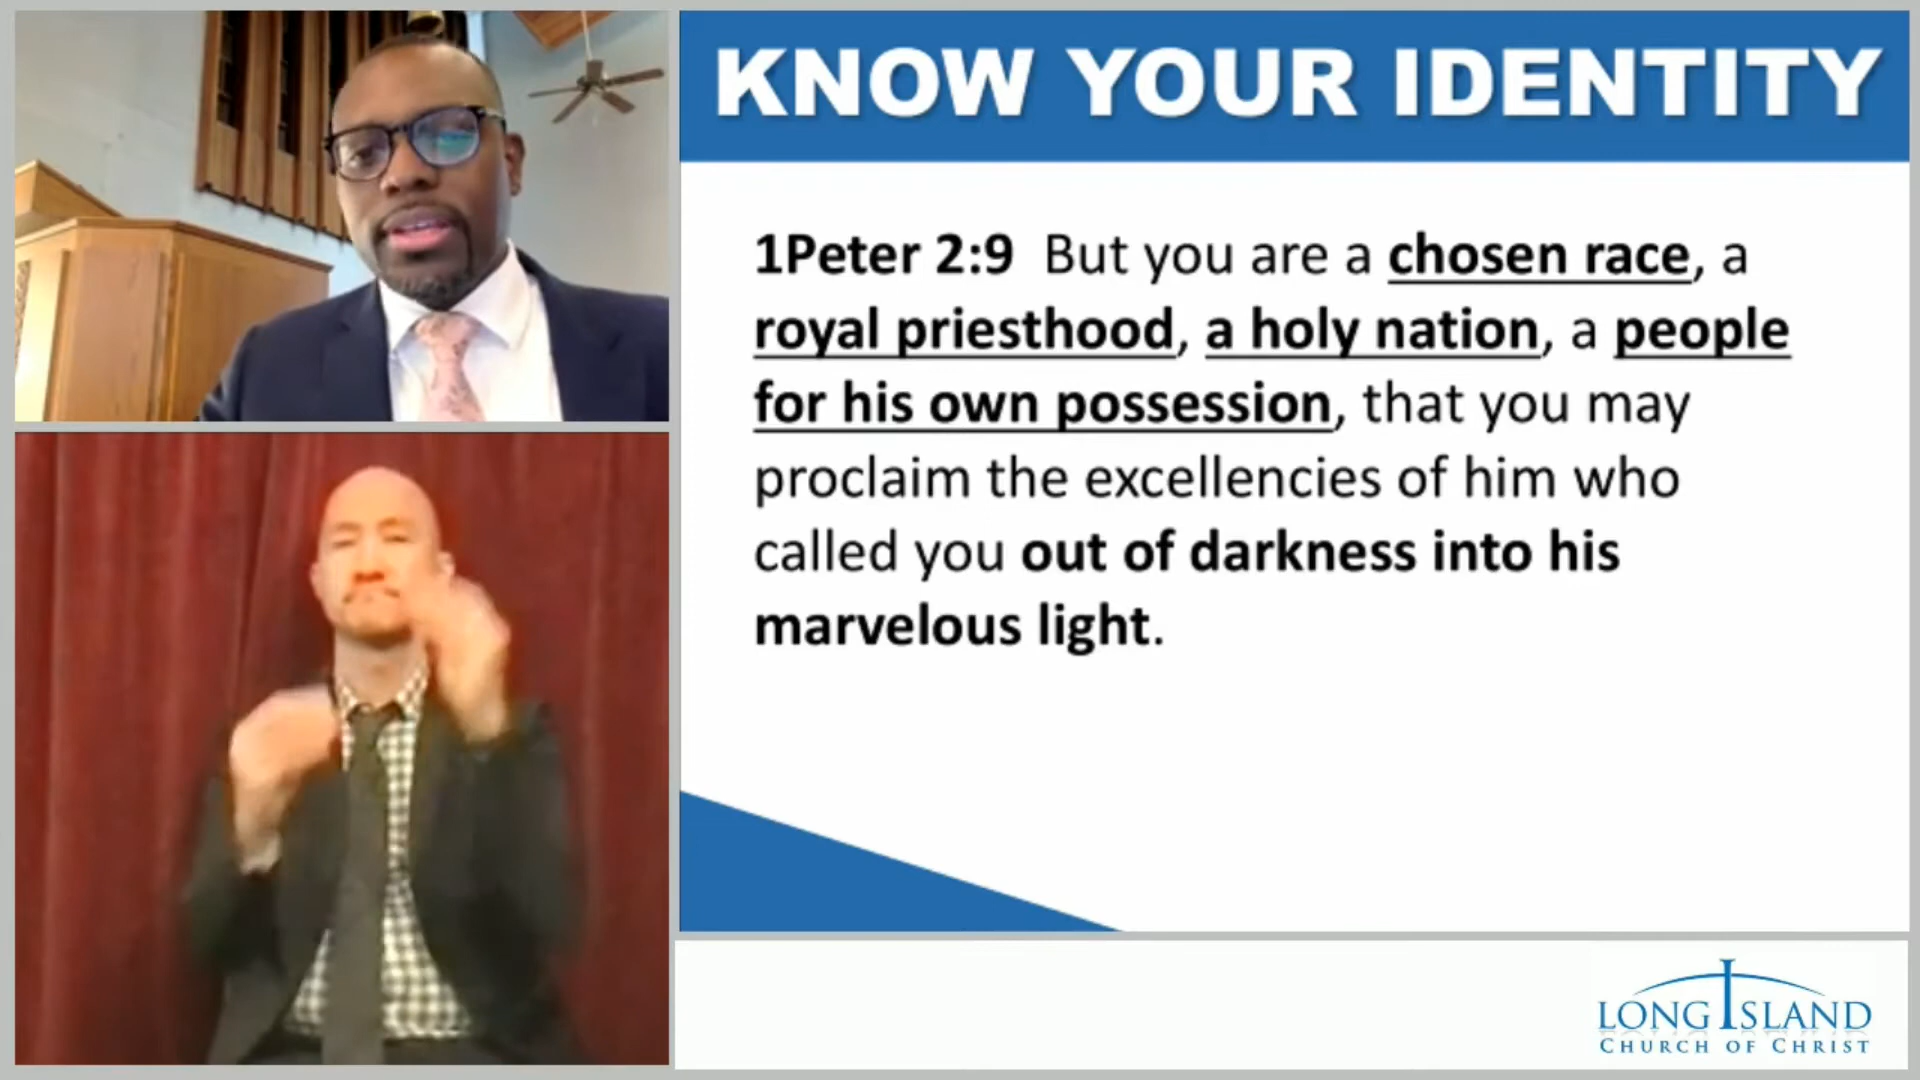 KNOW YOUR IDENTITY
1Peter 2:9 But you are a chosen race, a
royal priesthood, a holy nation, a people
for his own possession, that you may
proclaim the excellencies of him who
called you out of darkness into his
marvelous light.
LONG ISLAND
CHURCH OF CHRIST